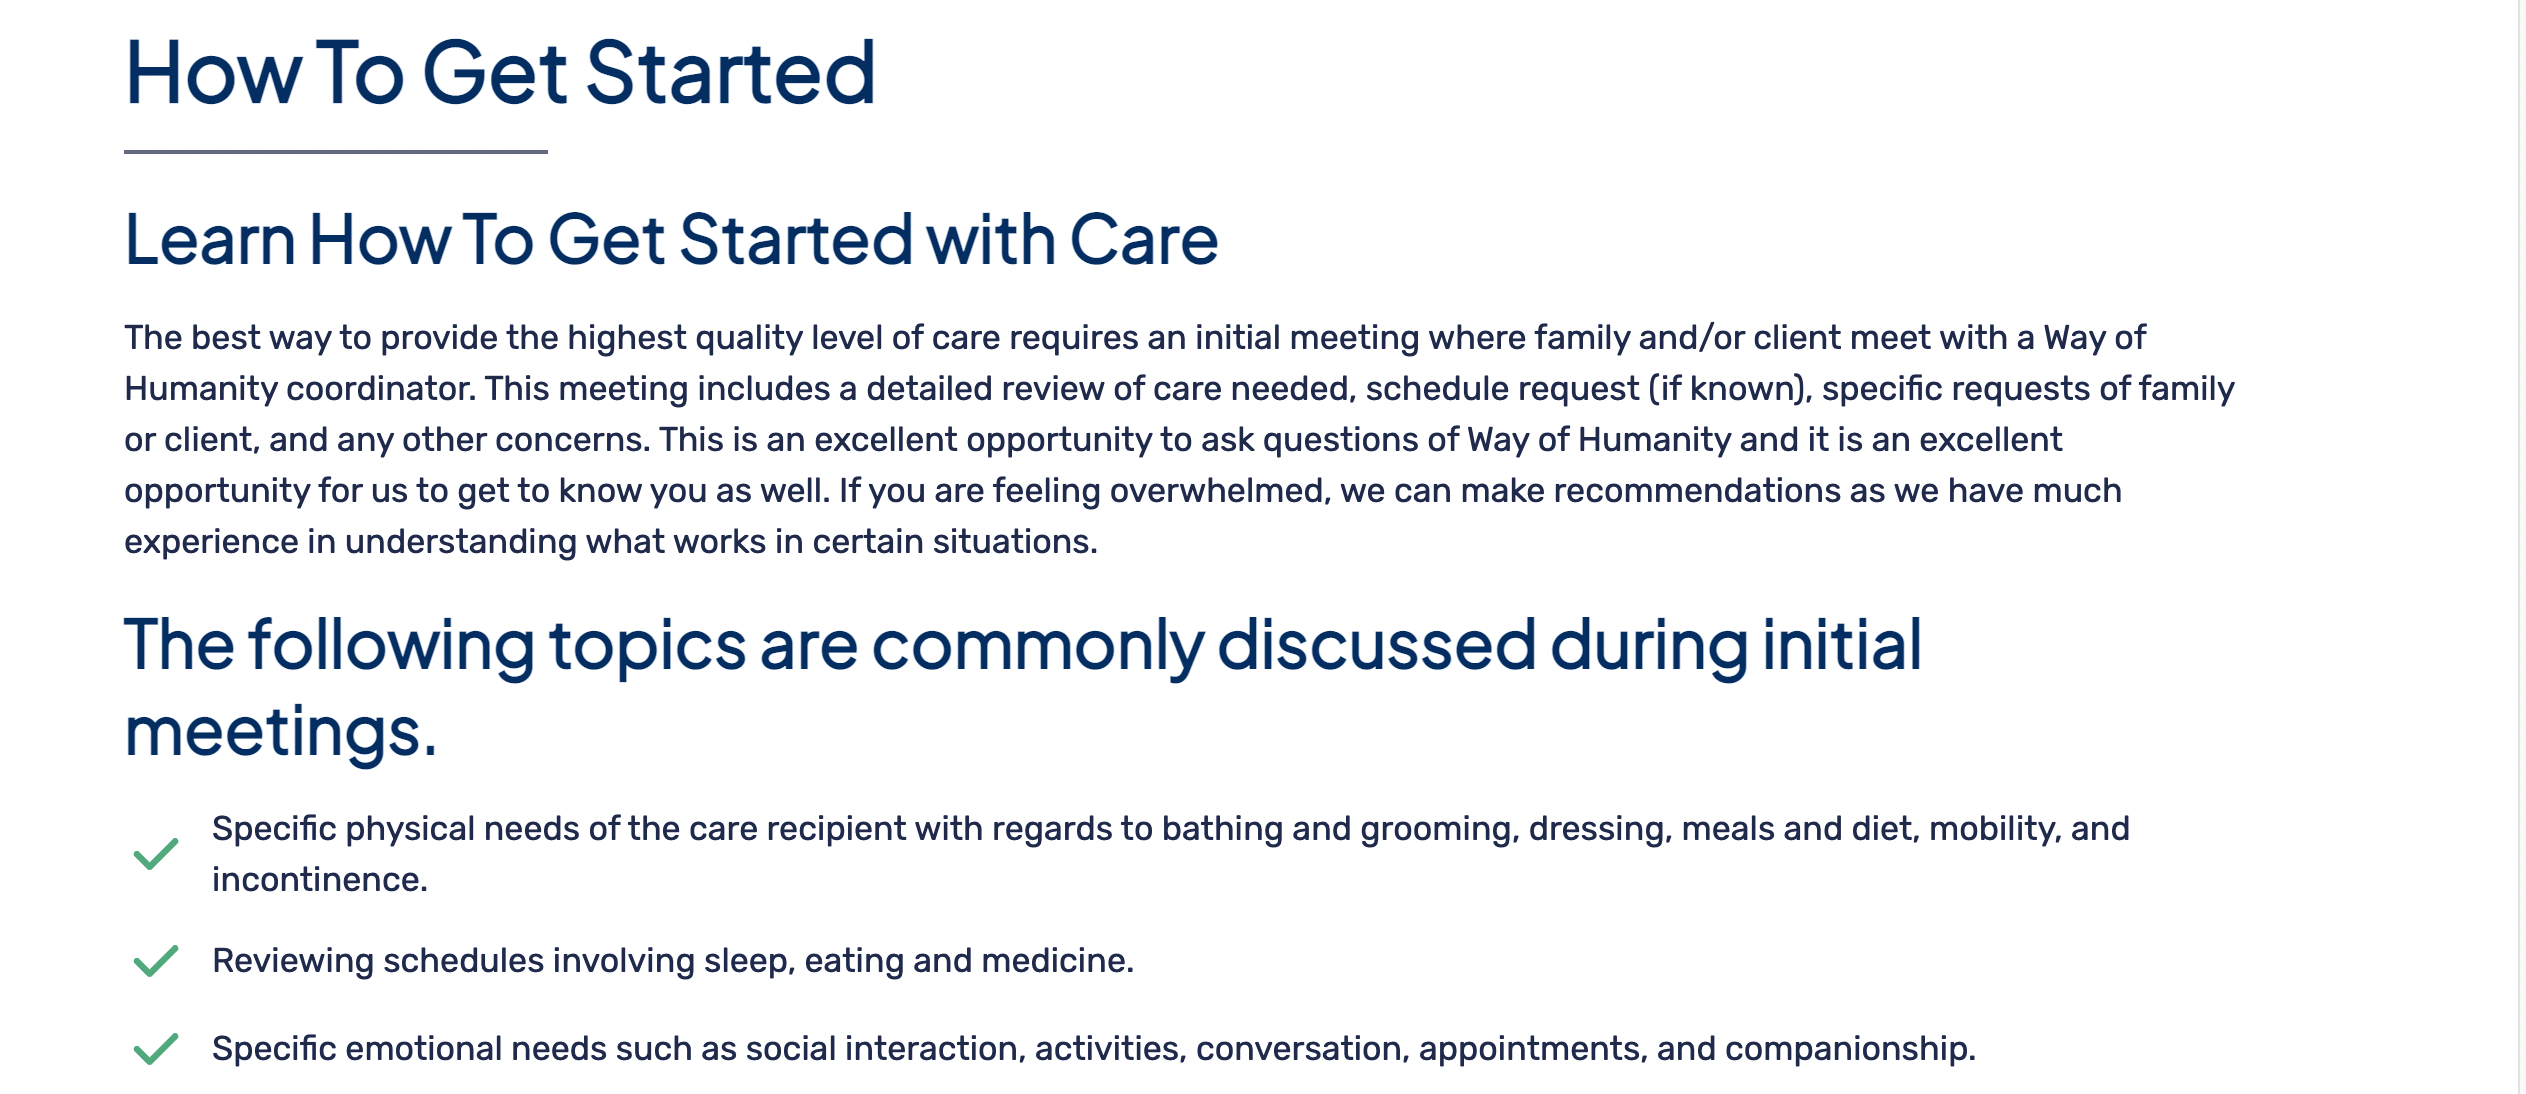 How To Get Started
Learn How To Get Started with Care
The best way to provide the highest quality level of care requires an initial meeting where family and/or client meet with a Way of
Humanity coordinator. This meeting includes a detailed review of care needed, schedule request (if known), specific requests of family
or client, and any other concerns. This is an excellent opportunity to ask questions of Way of Humanity and it is an excellent
opportunity for us to get to know you as well. If you are feeling overwhelmed, we can make recommendations as we have much
experience in understanding what works in certain situations.
The following topics are commonly discussed during initial
meetings.
Specific physical needs of the care recipient with regards to bathing and grooming, dressing, meals and diet, mobility, and
incontinence.
Reviewing schedules involving sleep, eating and medicine.
Specific emotional needs such as social interaction, activities, conversation, appointments, and companionship.